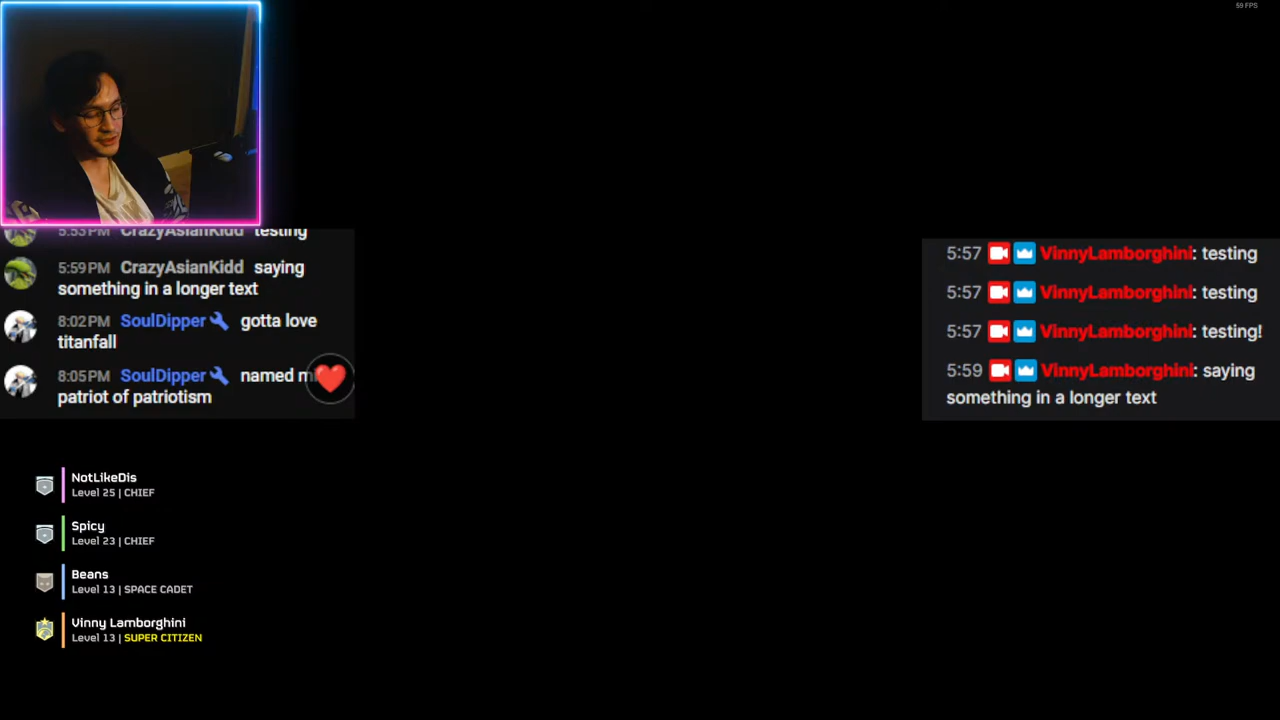 59 FPS
5:53PM CrazyAsianKidd testing
5:59PM CrazyAsianKidd saying
something in a longer text
8:02PM SoulDipper gotta love
titanfall
8:05PM SoulDipper named
patriot of patriotism
5:57 VinnyLamborghini: testing
5:57 VinnyLamborghini: testing
5:57 VinnyLamborghini: testing!
5:59 VinnyLamborghini: saying
something in a longer text
NotLikeDis
Level 25 | CHIEF
Spicy
Level 23 | CHIEF
Beans
Level 13 | SPACE CADET
Vinny Lamborghini
Level 13 | SUPER CITIZEN